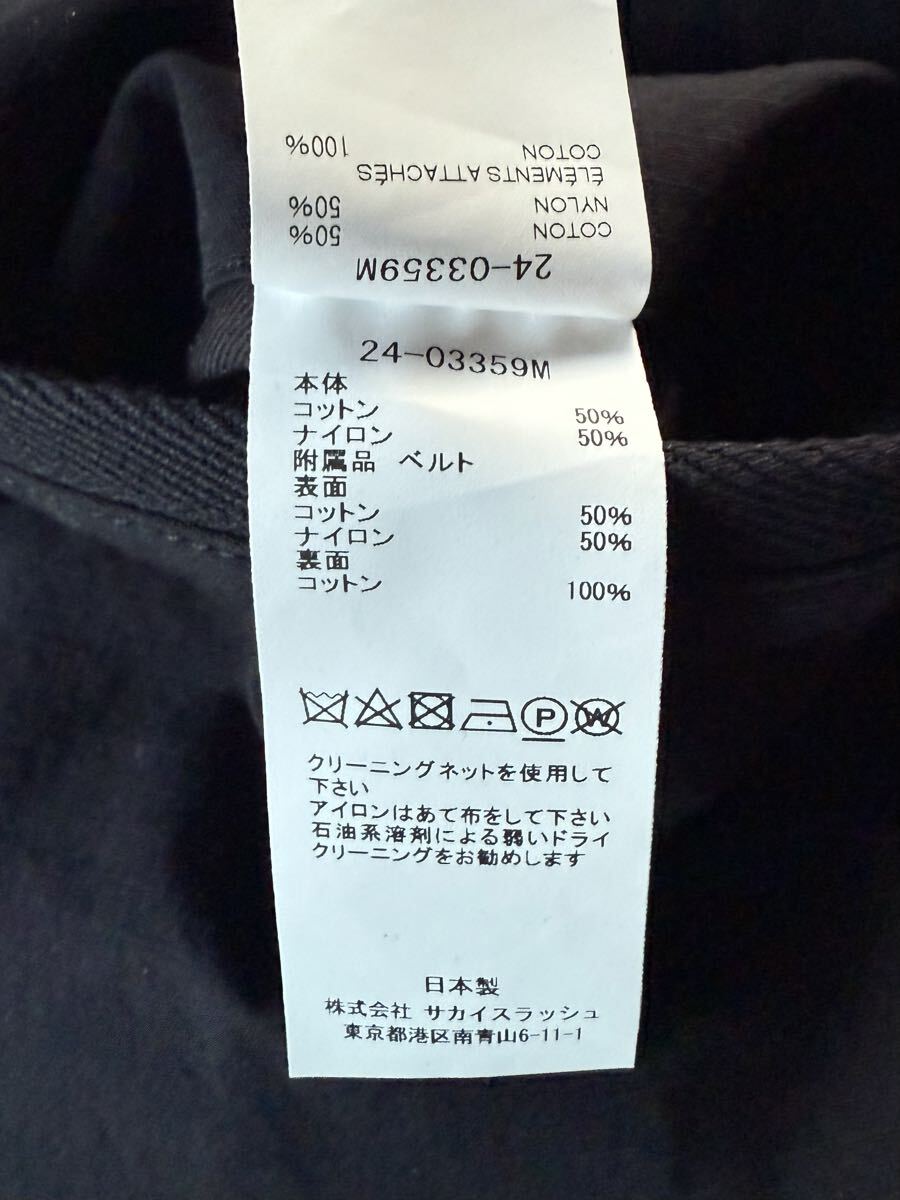 24-03359M
COTON 50%
NYLON 50%
ÉLÉMENTS ATTACHÉS
COTON 100%
24-03359M
本体
コットン 50%
ナイロン 50%
附属品 ベルト
表面
コットン 50%
ナイロン 50%
裏面
コットン 100%
P W
クリーニングネットを使用して
下さい
アイロンはあて布をして下さい
石油系溶剤による弱いドライ
クリーニングをお勧めします
日本製
株式会社 サカイスラッシュ
東京都港区南青山6-11-1